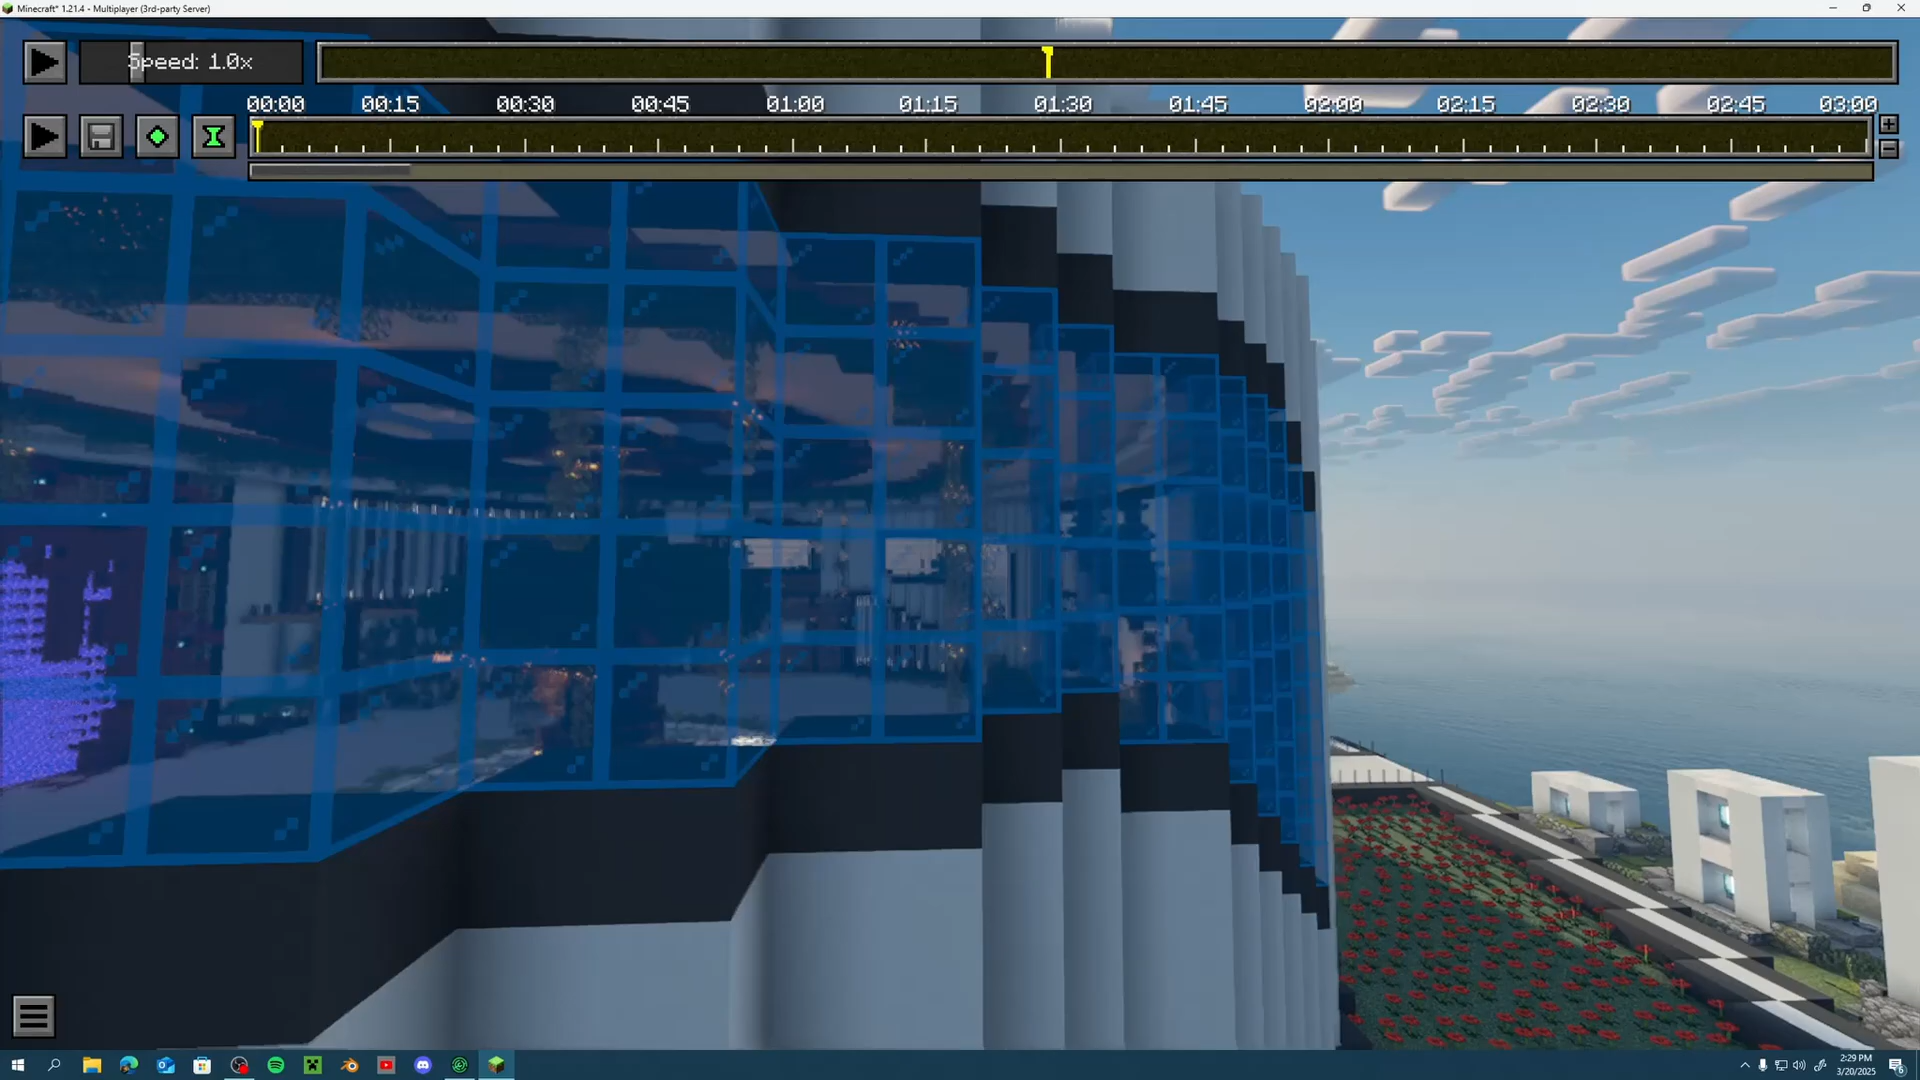 Minecraft* 1.21.4 - Multiplayer (3rd-party Server)
Speed: 1.0x
00:00 00:15 00:30 00:45 01:00 01:15 01:30 01:45 02:00 02:15 02:30 02:45 03:00
2:29 PM
3/20/2025
6